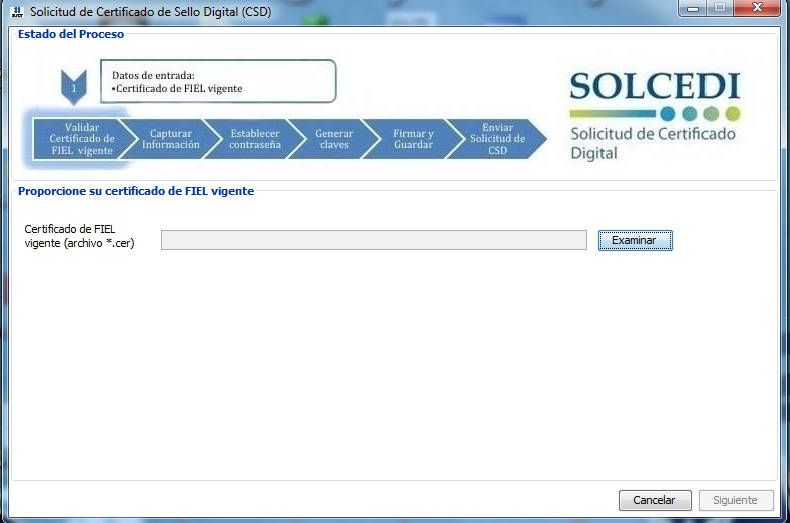 Solicitud de Certificado de Sello Digital (CSD)
Estado del Proceso
1
Datos de entrada:
•Certificado de FIEL vigente
Validar
Certificado de
FIEL vigente
Capturar
Información
Establecer
contraseña
Generar
claves
Firmar y
Guardar
Enviar
Solicitud de
CSD
SOLCEDI
Solicitud de Certificado
Digital
Proporcione su certificado de FIEL vigente
Certificado de FIEL
vigente (archivo *.cer)
Examinar
Cancelar
Siguiente